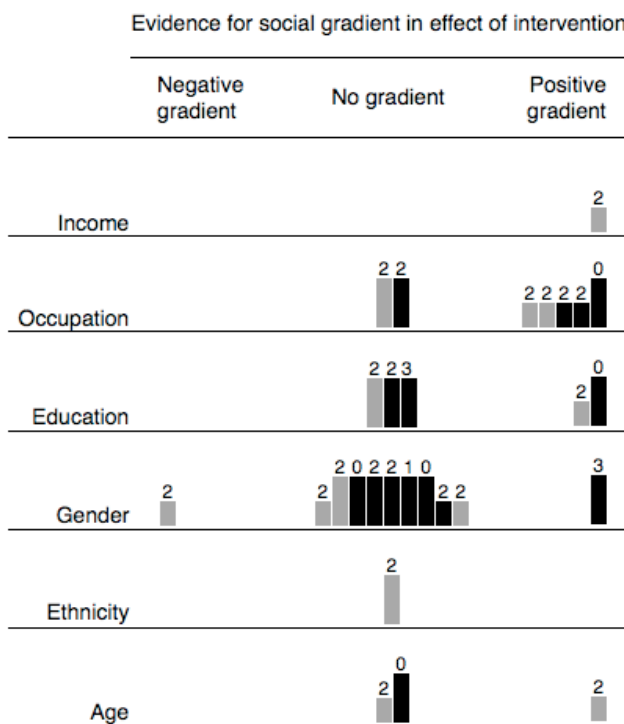 Evidence for social gradient in effect of intervention
Negative gradient No gradient Positive gradient
2
Income
2 2 0
2 2 2 2
Occupation
2 2 3 0
2
Education
2 0 2 2 1 0 3
2 2 2 2
Gender
2
Ethnicity
0
2 2
Age